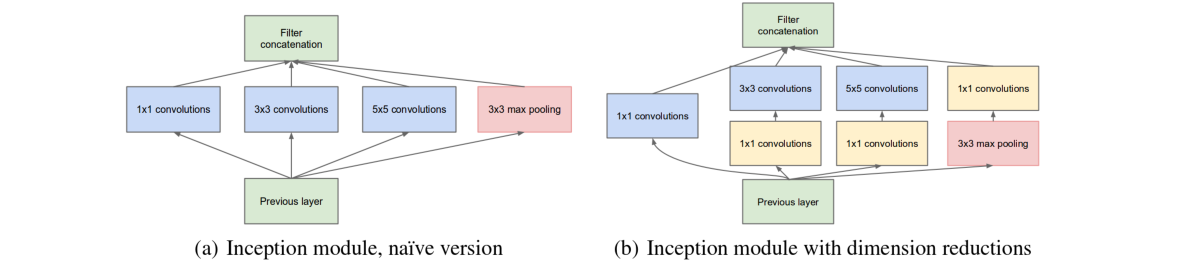 Filter
concatenation
1x1 convolutions
3x3 convolutions
5x5 convolutions
3x3 max pooling
Previous layer
(a) Inception module, naïve version
Filter
concatenation
3x3 convolutions
5x5 convolutions
1x1 convolutions
1x1 convolutions
1x1 convolutions
1x1 convolutions
3x3 max pooling
Previous layer
(b) Inception module with dimension reductions